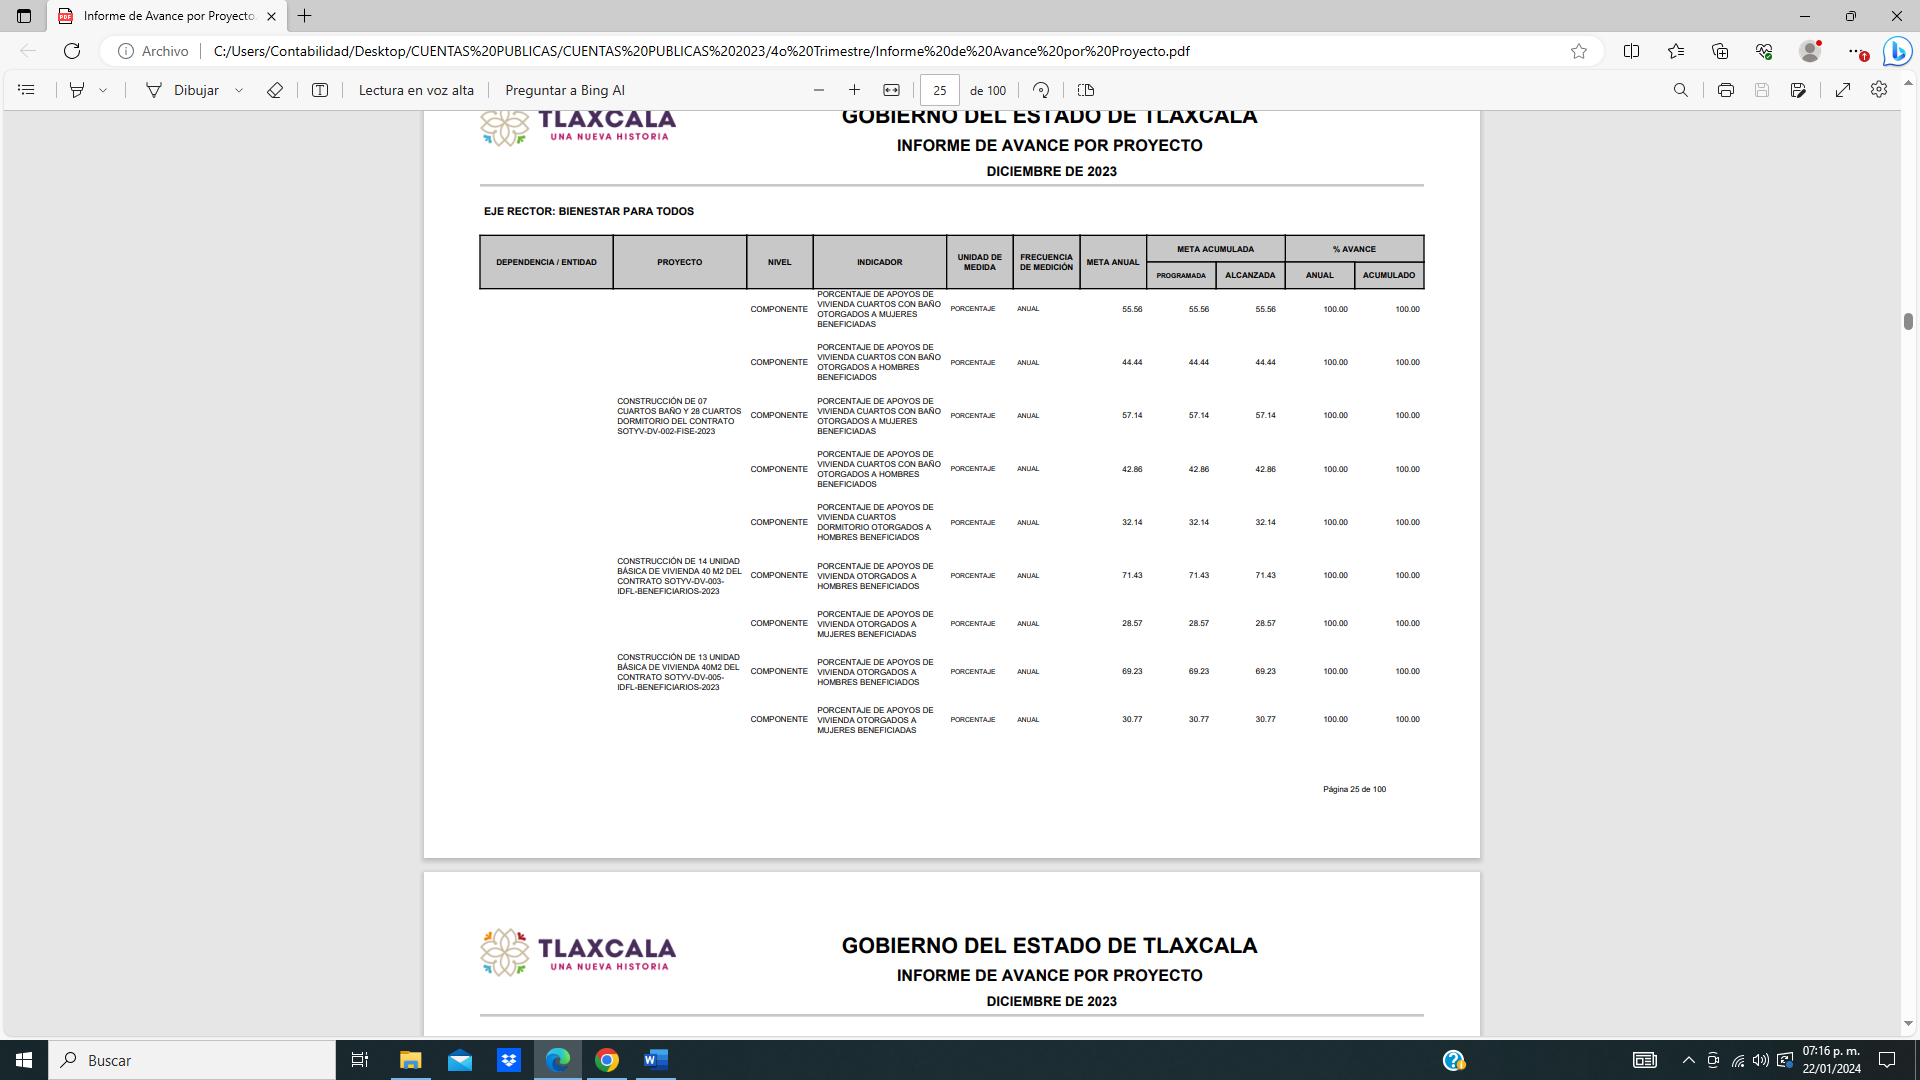 Informe de Avance por Proyecto.
Archivo
C:/Users/Contabilidad/Desktop/CUENTAS%20PUBLICAS/CUENTAS%20PUBLICAS%202023/4o%20Trimestre/Informe%20de%20Avance%20por%20Proyecto.pdf
Dibujar
Lectura en voz alta
Preguntar a Bing AI
25 de 100
TLAXCALA
UNA NUEVA HISTORIA
GOBIERNO DEL ESTADO DE TLAXCALA
INFORME DE AVANCE POR PROYECTO
DICIEMBRE DE 2023
EJE RECTOR: BIENESTAR PARA TODOS
DEPENDENCIA / ENTIDAD PROYECTO NIVEL INDICADOR UNIDAD DE MEDIDA FRECUENCIA DE MEDICIÓN META ANUAL META ACUMULADA % AVANCE
PROGRAMADA ALCANZADA ANUAL ACUMULADO
PORCENTAJE DE APOYOS DE
VIVIENDA CUARTOS CON BAÑO
OTORGADOS A MUJERES
BENEFICIADAS
COMPONENTE PORCENTAJE ANUAL 55.56 55.56 55.56 100.00 100.00
PORCENTAJE DE APOYOS DE
VIVIENDA CUARTOS CON BAÑO
OTORGADOS A HOMBRES
BENEFICIADOS
COMPONENTE PORCENTAJE ANUAL 44.44 44.44 44.44 100.00 100.00
CONSTRUCCIÓN DE 07
CUARTOS BAÑO Y 28 CUARTOS
DORMITORIO DEL CONTRATO
SOTYV-DV-002-FISE-2023
PORCENTAJE DE APOYOS DE
VIVIENDA CUARTOS CON BAÑO
OTORGADOS A MUJERES
BENEFICIADAS
COMPONENTE PORCENTAJE ANUAL 57.14 57.14 57.14 100.00 100.00
PORCENTAJE DE APOYOS DE
VIVIENDA CUARTOS CON BAÑO
OTORGADOS A HOMBRES
BENEFICIADOS
COMPONENTE PORCENTAJE ANUAL 42.86 42.86 42.86 100.00 100.00
PORCENTAJE DE APOYOS DE
VIVIENDA CUARTOS
DORMITORIO OTORGADOS A
HOMBRES BENEFICIADOS
COMPONENTE PORCENTAJE ANUAL 32.14 32.14 32.14 100.00 100.00
CONSTRUCCIÓN DE 14 UNIDAD
BÁSICA DE VIVIENDA 40 M2 DEL
CONTRATO SOTYV-DV-003-
IDFL-BENEFICIARIOS-2023
PORCENTAJE DE APOYOS DE
VIVIENDA OTORGADOS A
HOMBRES BENEFICIADOS
COMPONENTE PORCENTAJE ANUAL 71.43 71.43 71.43 100.00 100.00
PORCENTAJE DE APOYOS DE
VIVIENDA OTORGADOS A
MUJERES BENEFICIADAS
COMPONENTE PORCENTAJE ANUAL 28.57 28.57 28.57 100.00 100.00
CONSTRUCCIÓN DE 13 UNIDAD
BÁSICA DE VIVIENDA 40M2 DEL
CONTRATO SOTYV-DV-005-
IDFL-BENEFICIARIOS-2023
PORCENTAJE DE APOYOS DE
VIVIENDA OTORGADOS A
HOMBRES BENEFICIADOS
COMPONENTE PORCENTAJE ANUAL 69.23 69.23 69.23 100.00 100.00
PORCENTAJE DE APOYOS DE
VIVIENDA OTORGADOS A
MUJERES BENEFICIADAS
COMPONENTE PORCENTAJE ANUAL 30.77 30.77 30.77 100.00 100.00
Página 25 de 100
TLAXCALA
UNA NUEVA HISTORIA
GOBIERNO DEL ESTADO DE TLAXCALA
INFORME DE AVANCE POR PROYECTO
DICIEMBRE DE 2023
Buscar
07:16 p. m.
22/01/2024